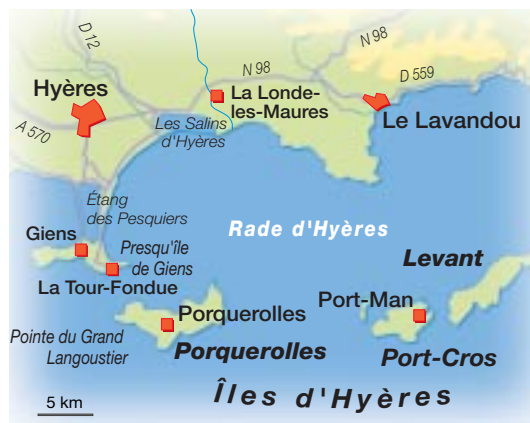 D 12
N 98
N 98
D 559
Hyères
La Londe-
les-Maures
Le Lavandou
A 570
Les Salins
d'Hyères
Étang
des Pesquiers
Rade d'Hyères
Giens
Presqu'île
de Giens
Levant
La Tour-Fondue
Porquerolles
Port-Man
Pointe du Grand
Langoustier
Porquerolles
Port-Cros
Îles d'Hyères
5 km